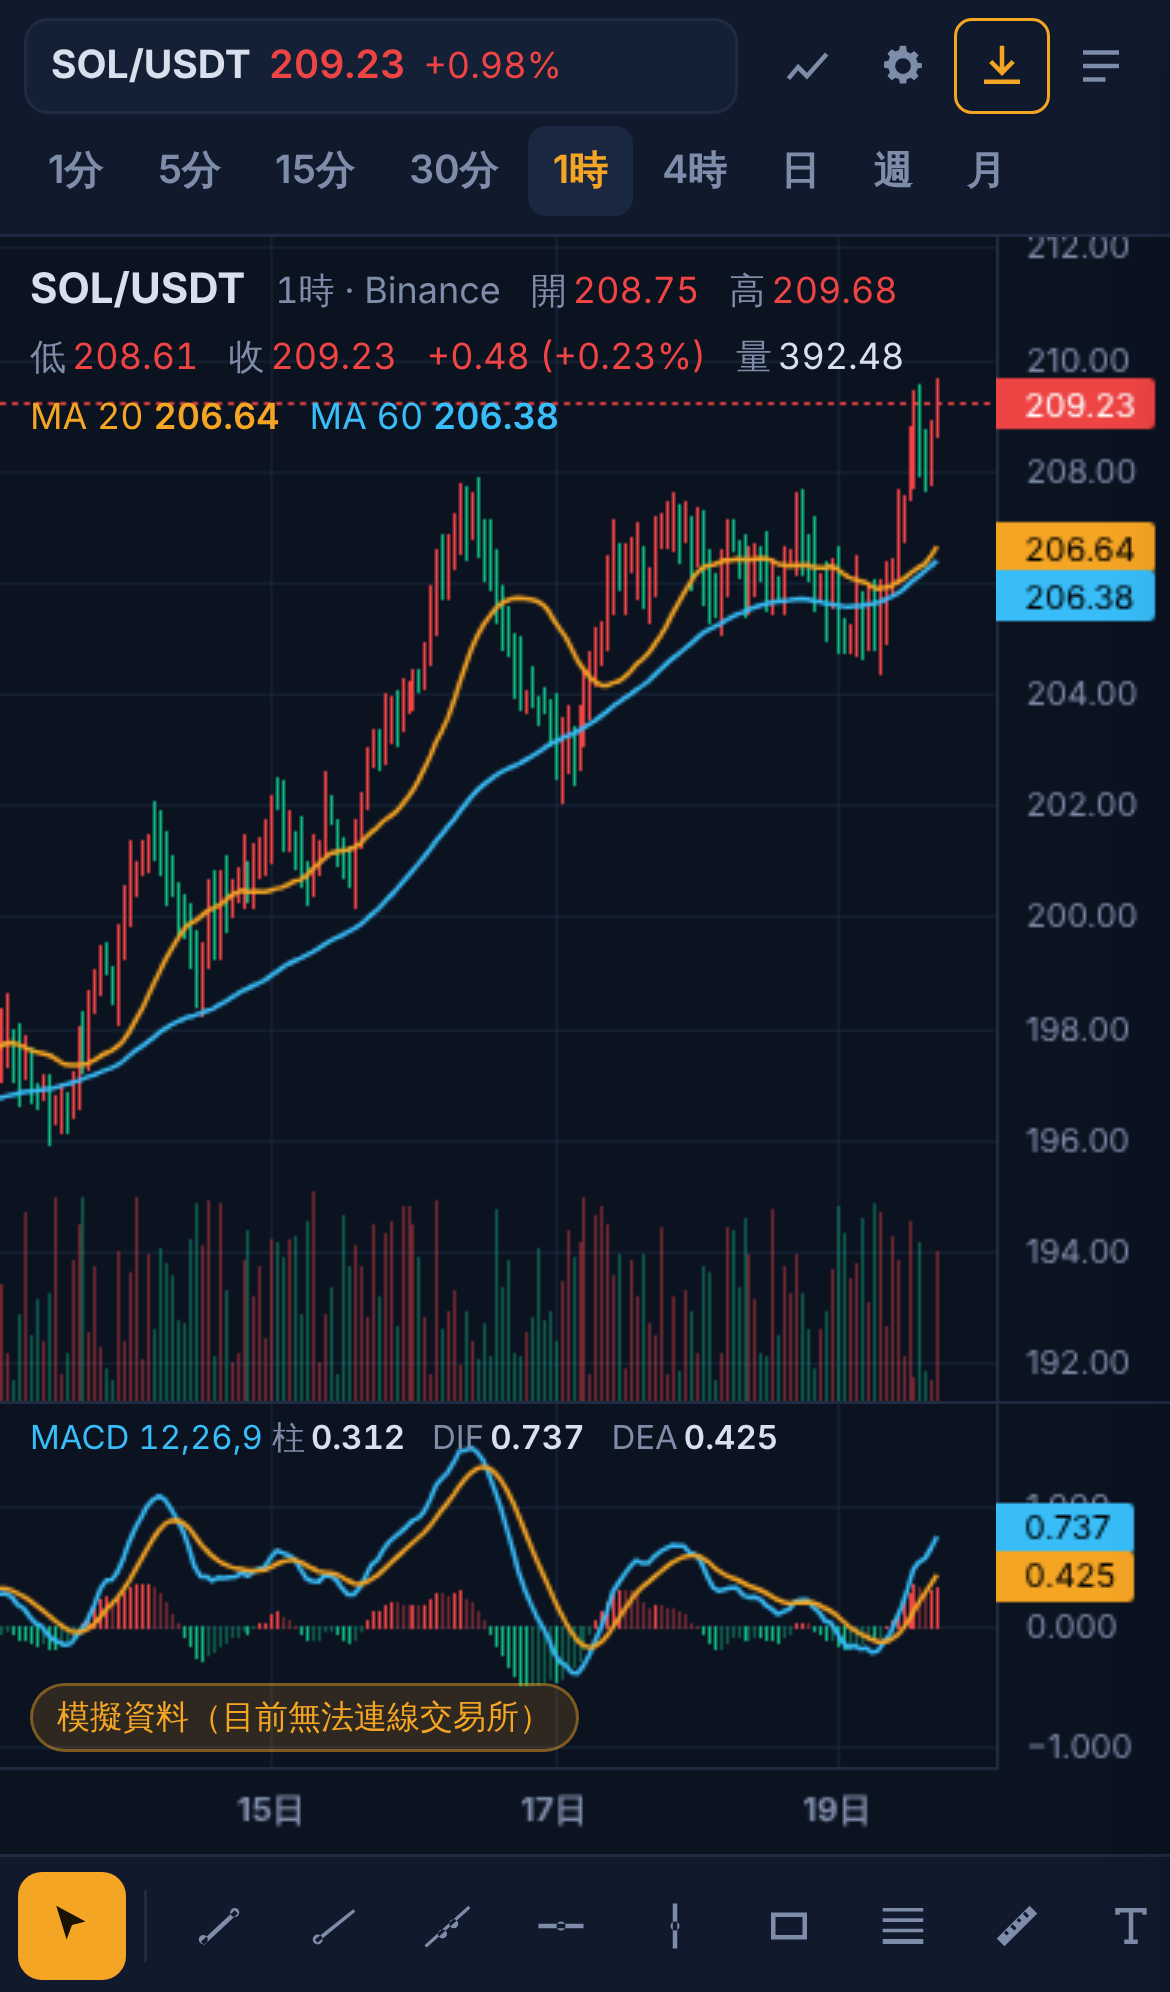 SOL/USDT 209.23 +0.98%
1分 5分 15分 30分 1時 4時 日 週 月
212.00
SOL/USDT 1時 · Binance 開 208.75 高 209.68
低 208.61 收 209.23 +0.48 (+0.23%) 量 392.48
210.00
209.23
MA 20 206.64 MA 60 206.38
208.00
206.64
206.38
204.00
202.00
200.00
198.00
196.00
194.00
192.00
MACD 12,26,9 柱 0.312 DIF 0.737 DEA 0.425
1.000
0.737
0.425
0.000
模擬資料（目前無法連線交易所）
−1.000
15日 17日 19日
T